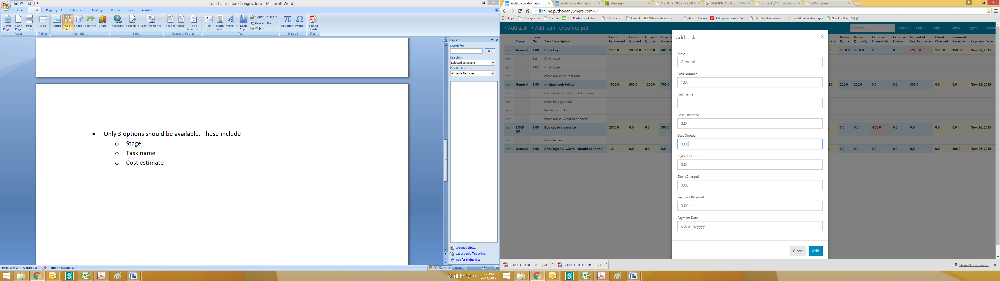 Profit Calculation Changes.docx - Microsoft Word
Home Insert Page Layout References Mailings Review View Acrobat
Cover Page Blank Page Page Break Table Picture Clip Art Shapes SmartArt Chart Hyperlink Bookmark Cross-reference Header Footer Page Number Text Box Quick Parts WordArt Drop Cap Signature Line Date & Time Object Equation Symbol Embed Flash
Pages Tables Illustrations Links Header & Footer Text Symbols Flash
• Only 3 options should be available. These include
o Stage
o Task name
o Cost estimate
Clip Art
Search for:
Go
Search in:
Selected collections
Results should be:
All media file types
Organize clips...
Clip art on Office Online
Tips for finding clips
Page: 2 of 2 Words: 258 English (Australia) 180%
3:32 PM
26/11/2015
Profit calculation app Profit calculation app Messages 212093 STOKES TP CAR P BRAMPTON STEEL BAYSW JobTrack // Administratio ToDo System
lionline.pythonanywhere.com/0/
Apps 33frogs.com Google Job Postings - Actio... 27ants.com QandA Wholesale – Buy Chi... Action Group AliExpress.com - On... http://todo-system.... Profit calculation app Not Another F%$@^...
+ Add task + Add item export to pdf Search... Page1 Page2 Page3 Page4 Page5 Log out
Stage Item No. Task Description Costs Estimated Costs Quoted Hihgest Quote Expens Incurre plete Under Quote Under QuoteBy Expense FutureCalc Expense Future Infront of CostEstimate Client Charged Payment Received Payment Date
edit General 1.00 Brick Layer 1500.0 10000.0 1700.0 4050.0 SED 5950.0 5950.0 0.0 0.0 -2550.0 1500.0 1500.0 Nov. 20, 2015
edit 1.01 Brick Layer
edit 1.02 Brick Layer
edit more bricks for rear unit
edit General 1.00 michael web bricks 1000.0 900.0 1200.0 700.0 SED 200.0 200.0 0.0 0.0 300.0 0.0 0.0 Nov. 25, 2015
edit michael web bricks ..needed more
edit more bloody bricks
edit last lot of bricks
edit more bricks ..what happened ?
edit LOCK UP 1.00 Bob cat to clean site 2000.0 0.0 0.0 300.0 N 0.0 0.0 -300.0 0.0 0.0 0.0 0.0 Nov. 26, 2015
edit first site clean
edit General 1.00 Brick layer 2 ....Xtra ( should be in red ) 1.0 0.0 0.0 0.0 N 0.0 0.0 0.0 0.0 0.0 0.0 400.0 Nov. 26, 2015
Add task ×
Stage
General
Task Number
1.00
Task name
Cost Estimated
0.00
Cost Quoted
0.00
Highest Quote
0.00
Client Charged
0.00
Payment Received
0.00
Payment Date
dd/mm/yyyy
Close Add
212093 STOKES TP C....pdf 212093 STOKES TP C....pdf Show all downloads...